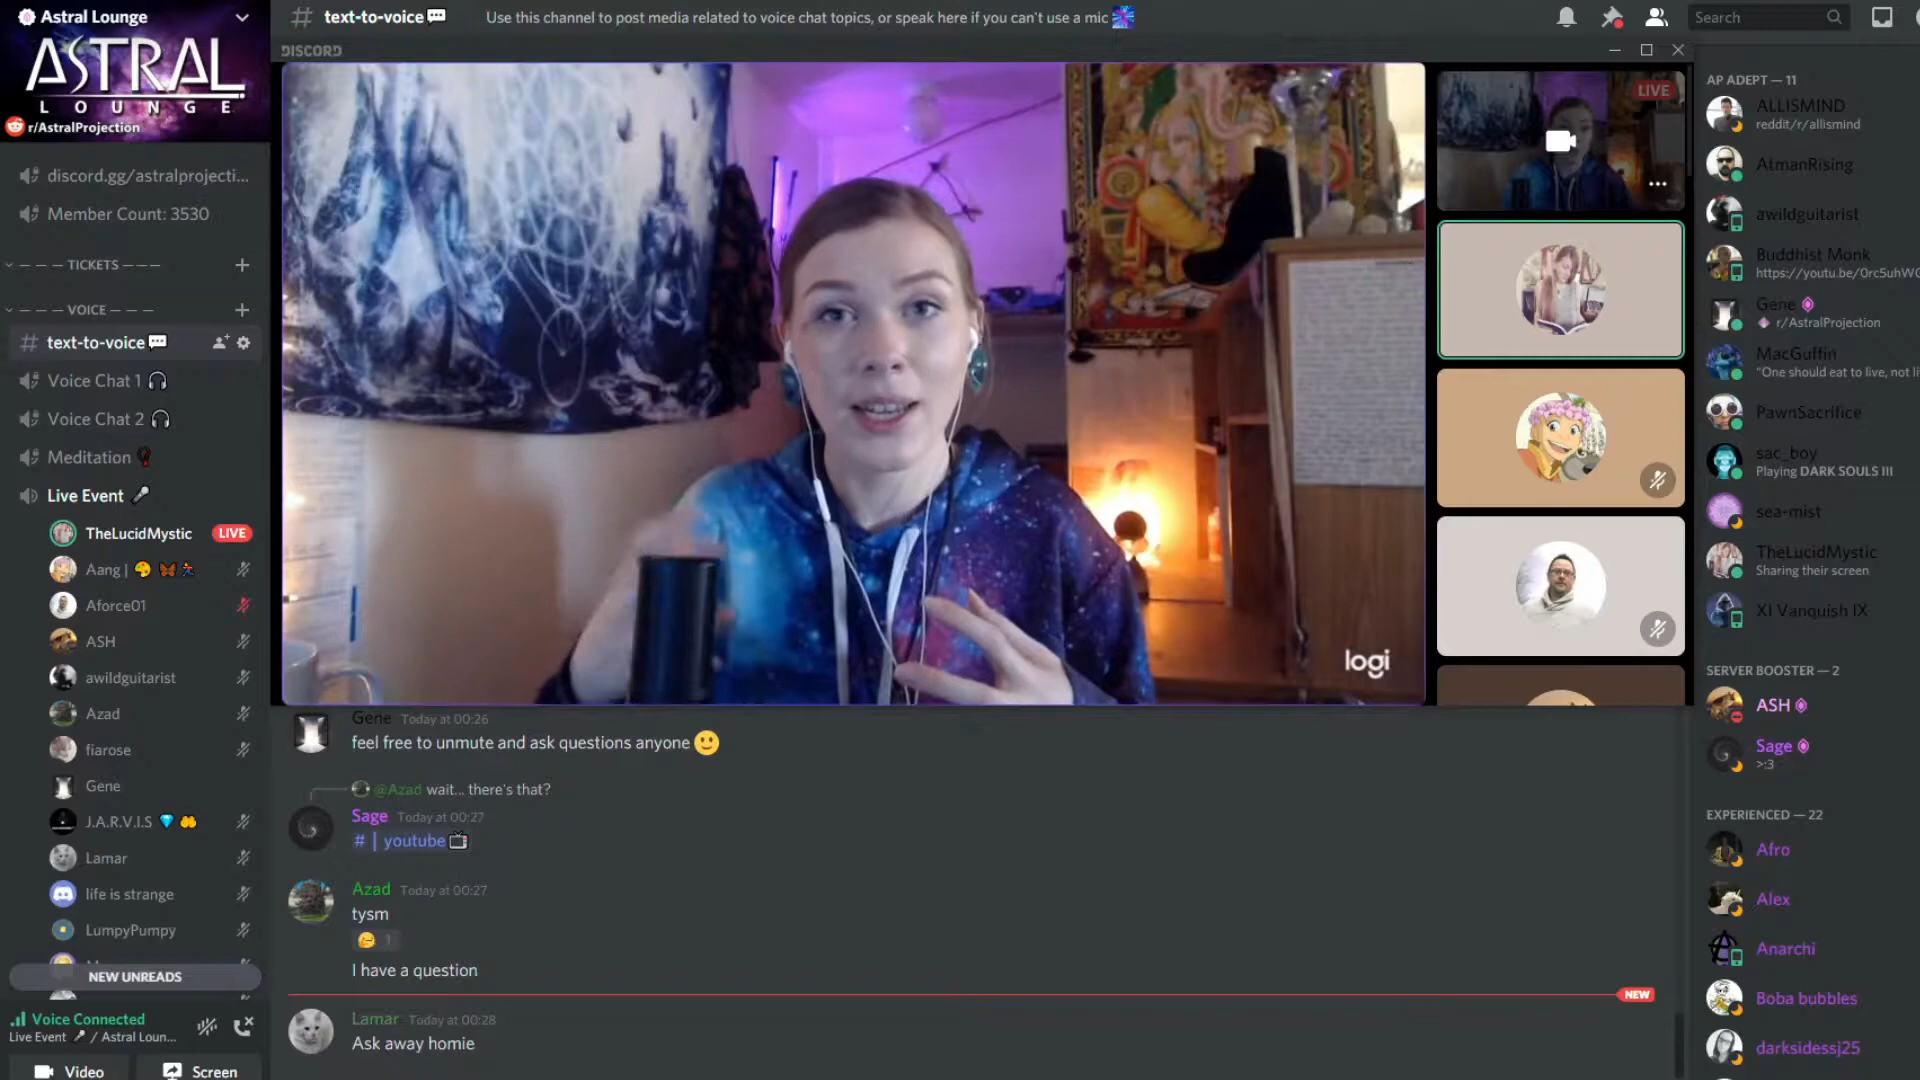 Astral Lounge
ASTRAL
LOUNGE
r/AstralProjection
discord.gg/astralprojecti...
Member Count: 3530
TICKETS
VOICE
text-to-voice💬
Voice Chat 1 🎧
Voice Chat 2 🎧
Meditation
Live Event 🎤
TheLucidMystic LIVE
Aang |
Aforce01
ASH
awildguitarist
Azad
fiarose
Gene
J.A.R.V.I.S
Lamar
life is strange
LumpyPumpy
NEW UNREADS
Voice Connected
Live Event 🎤 / Astral Loun...
Video
Screen
# text-to-voice💬
Use this channel to post media related to voice chat topics, or speak here if you can't use a mic
Search
DISCORD
LIVE
logi
Gene Today at 00:26
feel free to unmute and ask questions anyone 🙂
@Azad wait... there's that?
Sage Today at 00:27
# | youtube📺
Azad Today at 00:27
tysm
1
I have a question
NEW
Lamar Today at 00:28
Ask away homie
AP ADEPT — 11
ALLISMIND
reddit/r/allismind
AtmanRising
awildguitarist
Buddhist Monk
https://youtu.be/0rc5uhW
Gene
r/AstralProjection
MacGuffin
"One should eat to live, not li
PawnSacrifice
sac_boy
Playing DARK SOULS III
sea-mist
TheLucidMystic
Sharing their screen
XI Vanquish IX
SERVER BOOSTER — 2
ASH
Sage
>:3
EXPERIENCED — 22
Afro
Alex
Anarchi
Boba bubbles
darksidessj25